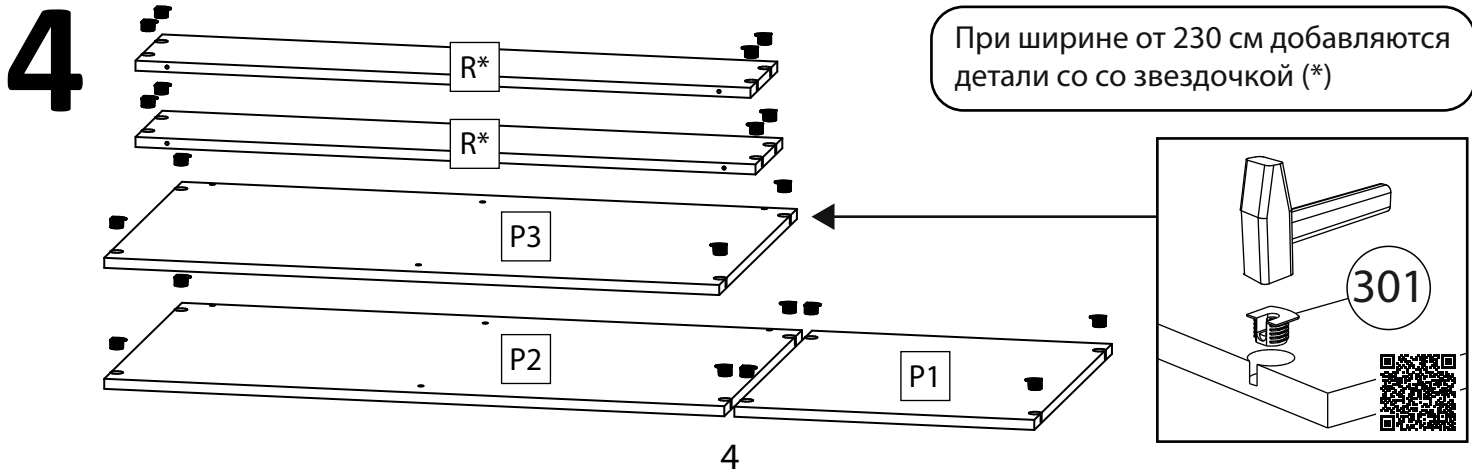 4
При ширине от 230 см добавляются
детали со со звездочкой (*)
R*
R*
P3
301
P2
P1
4